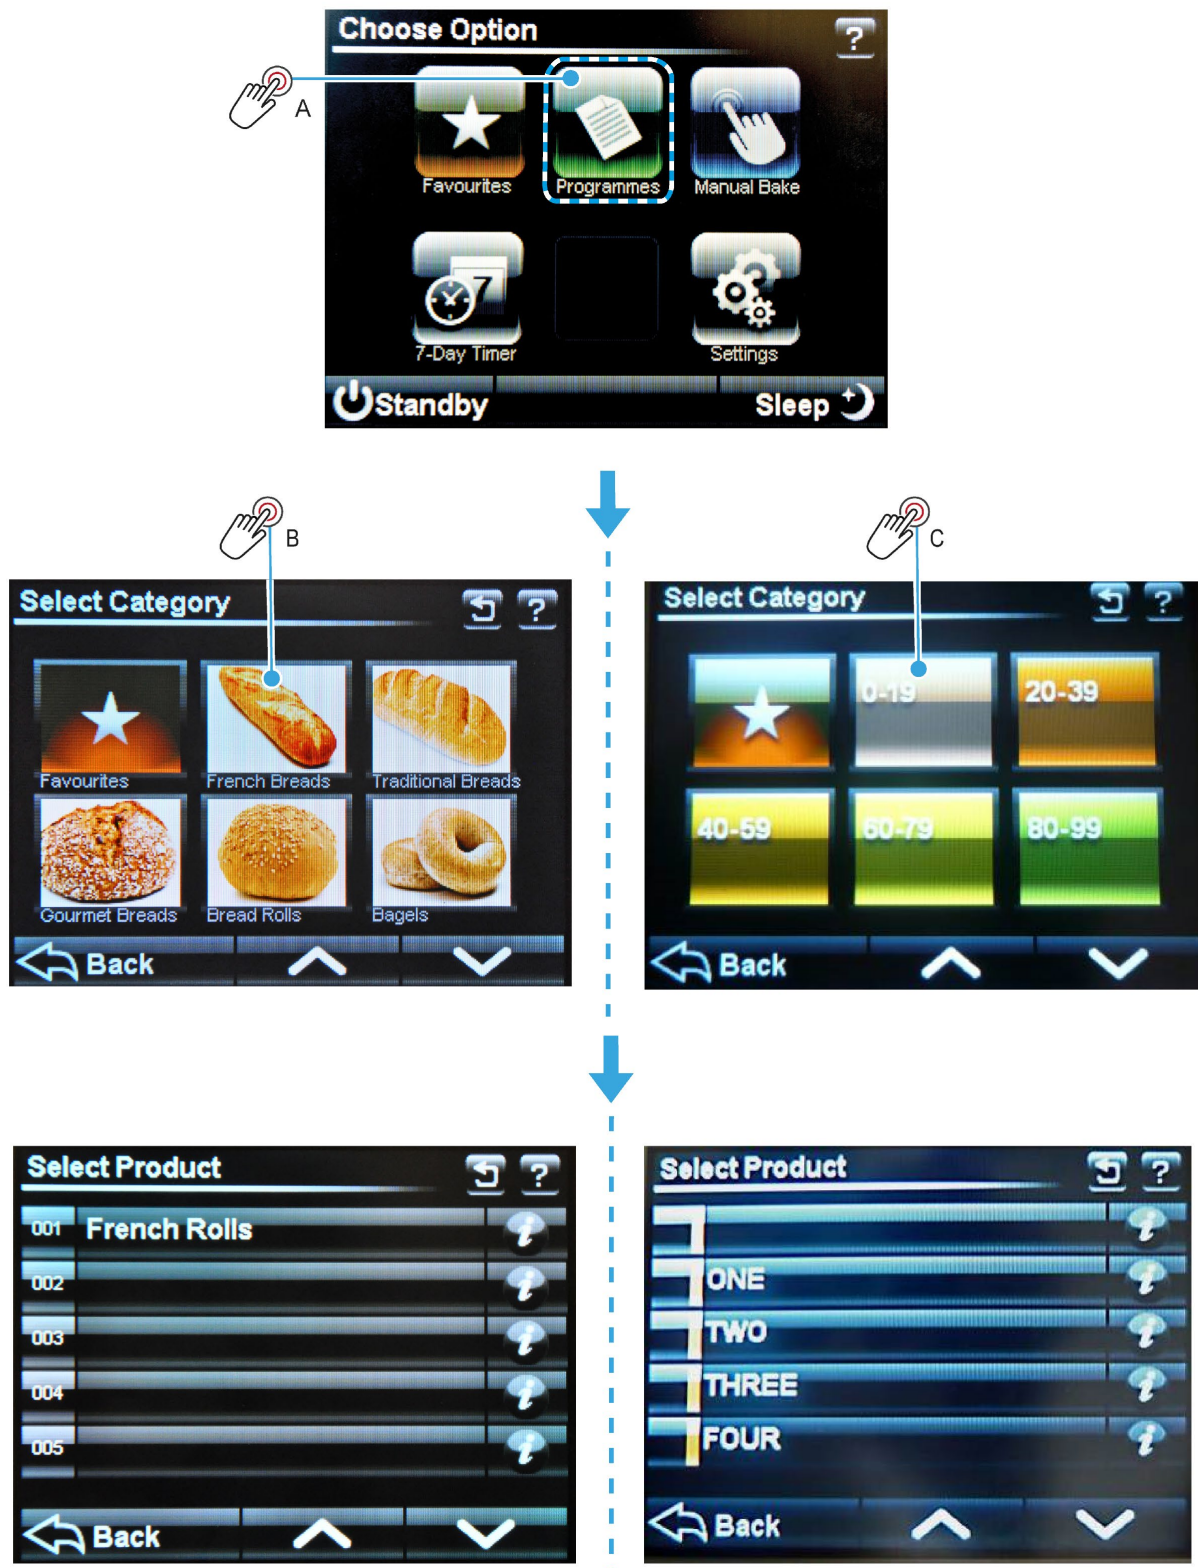 Choose Option
?
A
Favourites
Programmes
Manual Bake
7
7-Day Timer
Settings
Standby
Sleep
B
C
Select Category
?
Favourites
French Breads
Traditional Breads
Gourmet Breads
Bread Rolls
Bagels
Back
Select Category
?
0-19
20-39
40-59
60-79
80-99
Back
Select Product
?
001 French Rolls i
002 i
003 i
004 i
005 i
Back
Select Product
?
i
ONE i
TWO i
THREE i
FOUR i
Back